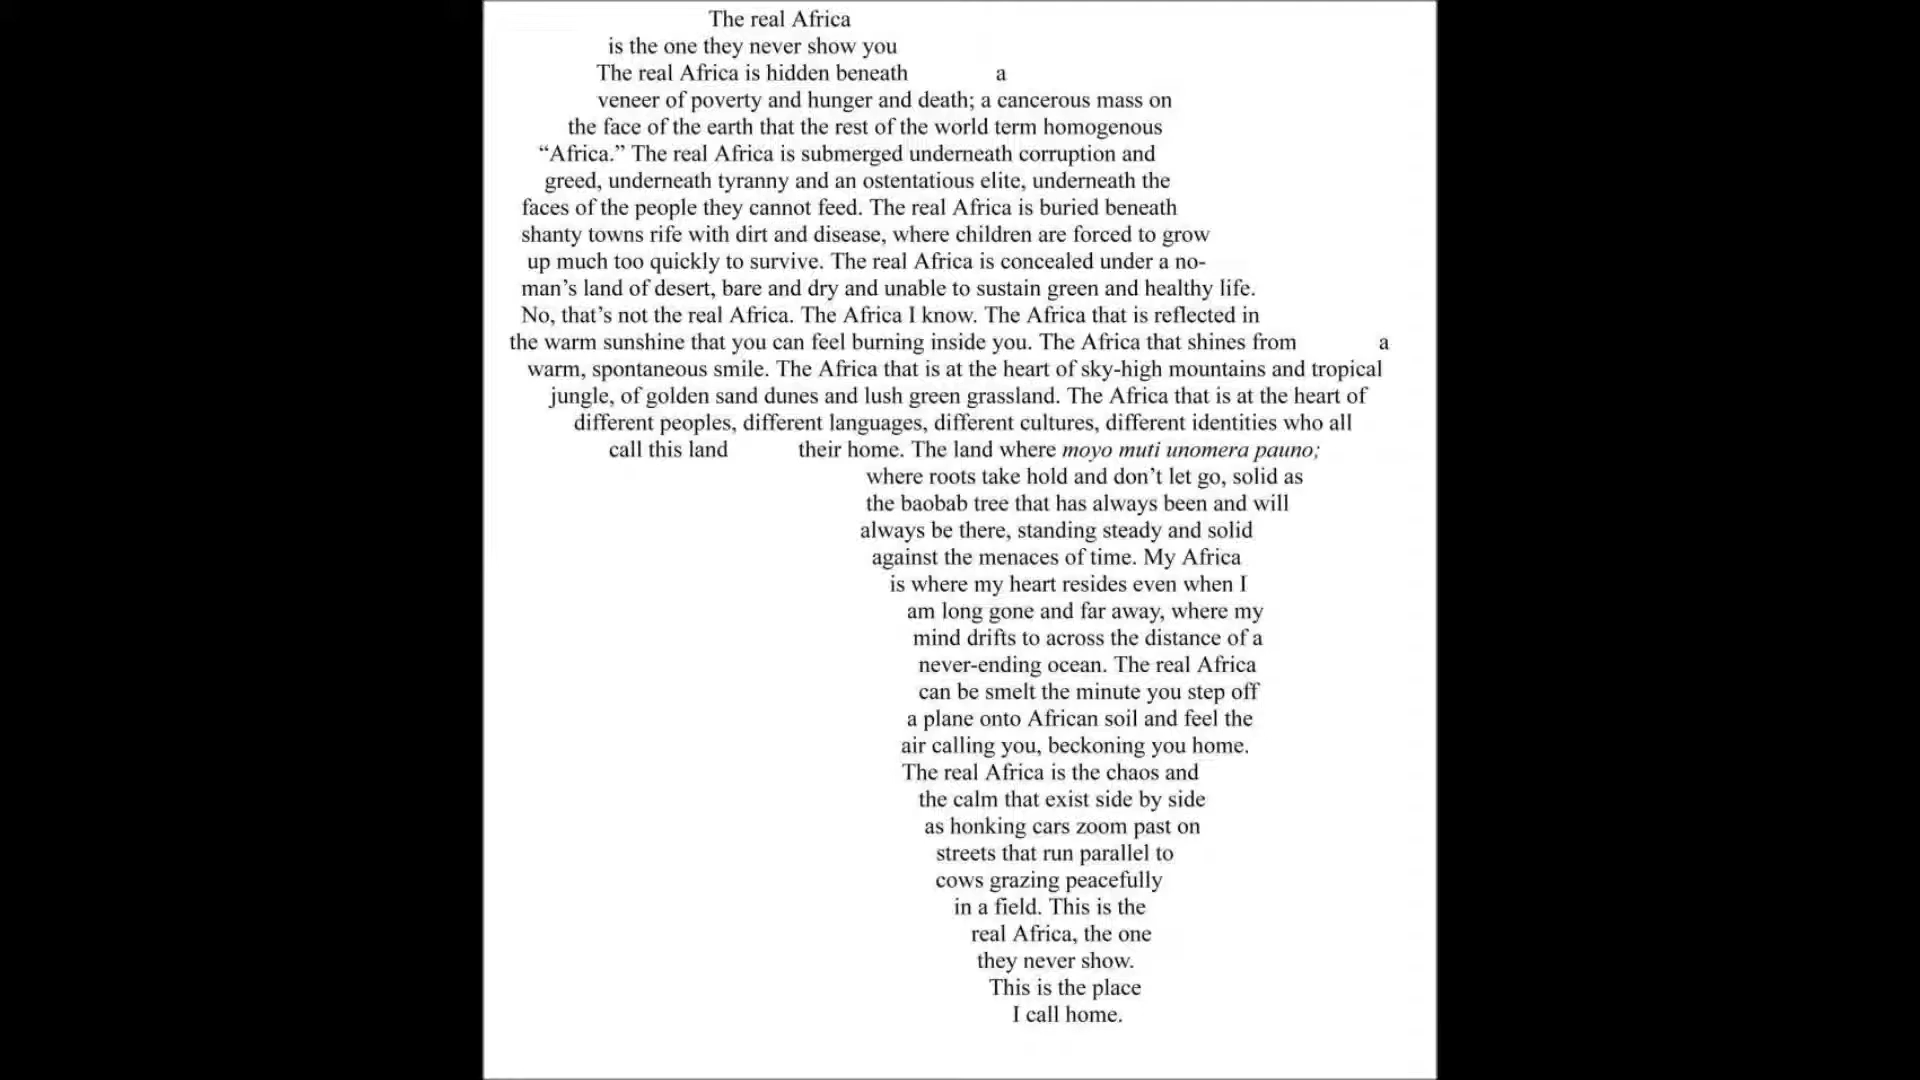 The real Africa
is the one they never show you
The real Africa is hidden beneath a
veneer of poverty and hunger and death; a cancerous mass on
the face of the earth that the rest of the world term homogenous
“Africa.” The real Africa is submerged underneath corruption and
greed, underneath tyranny and an ostentatious elite, underneath the
faces of the people they cannot feed. The real Africa is buried beneath
shanty towns rife with dirt and disease, where children are forced to grow
up much too quickly to survive. The real Africa is concealed under a no-
man’s land of desert, bare and dry and unable to sustain green and healthy life.
No, that’s not the real Africa. The Africa I know. The Africa that is reflected in
the warm sunshine that you can feel burning inside you. The Africa that shines from a
warm, spontaneous smile. The Africa that is at the heart of sky-high mountains and tropical
jungle, of golden sand dunes and lush green grassland. The Africa that is at the heart of
different peoples, different languages, different cultures, different identities who all
call this land their home. The land where moyo muti unomera pauno;
where roots take hold and don’t let go, solid as
the baobab tree that has always been and will
always be there, standing steady and solid
against the menaces of time. My Africa
is where my heart resides even when I
am long gone and far away, where my
mind drifts to across the distance of a
never-ending ocean. The real Africa
can be smelt the minute you step off
a plane onto African soil and feel the
air calling you, beckoning you home.
The real Africa is the chaos and
the calm that exist side by side
as honking cars zoom past on
streets that run parallel to
cows grazing peacefully
in a field. This is the
real Africa, the one
they never show.
This is the place
I call home.